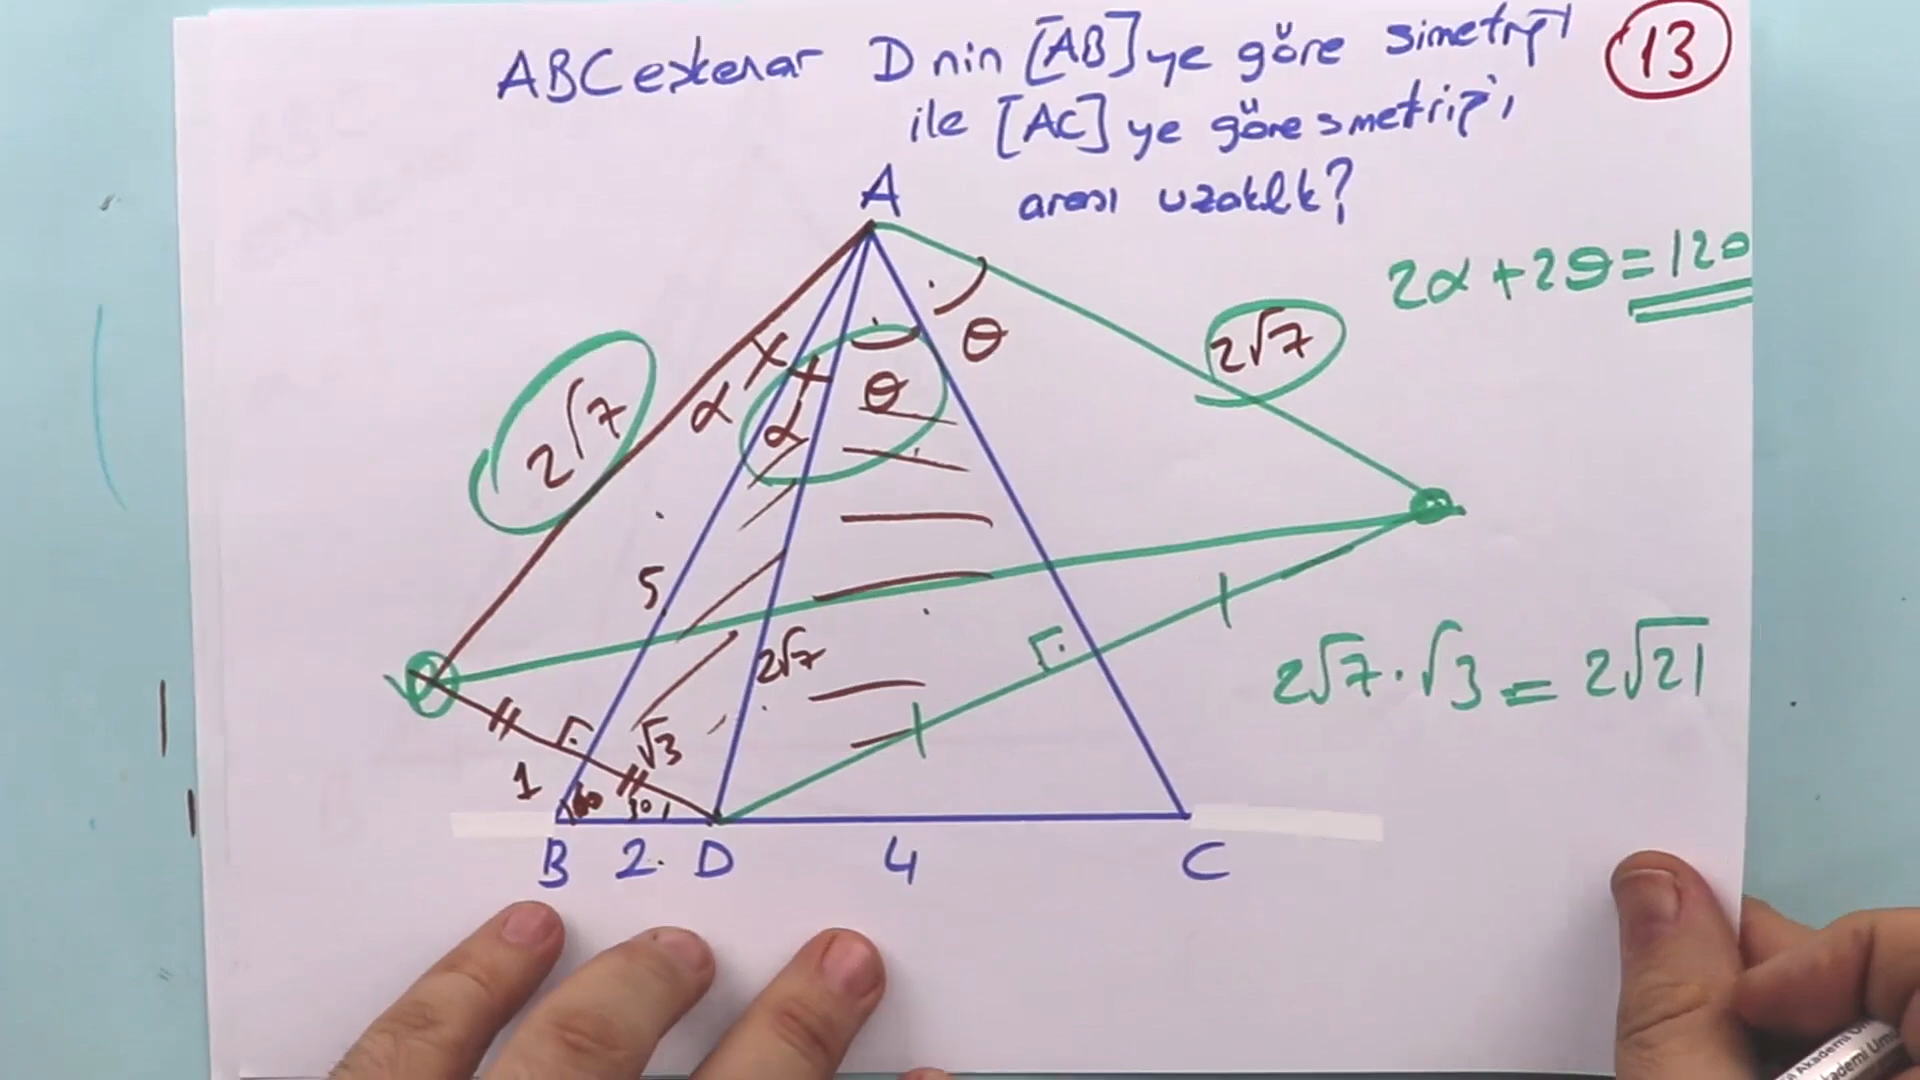 ABC eşkenar D nin [AB] ye göre simetriği
13
ile [AC] ye göre simetriği
arası uzaklık?
A
2α + 2θ = 120
2√7
θ
2√7
α
α
θ
5
2√7
2√7 · √3 = 2√21
√3
1
60
30
B 2 D 4 C